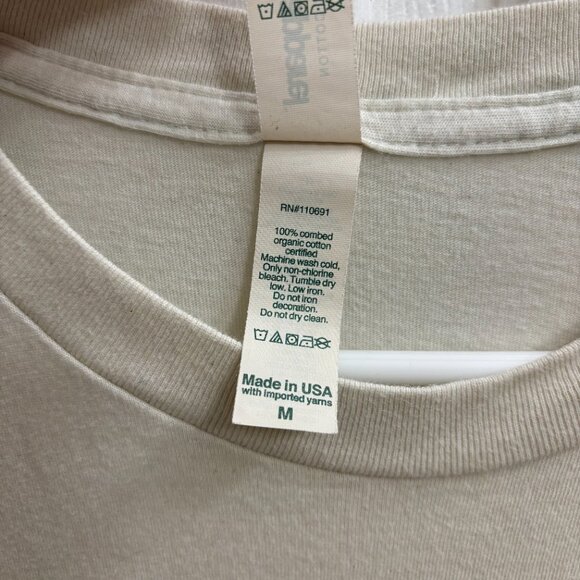 COTTON
RN#110691
100% combed
organic cotton
certified
Machine wash cold,
Only non-chlorine
bleach. Tumble dry
low. Low iron.
Do not iron
decoration.
Do not dry clean.
Made in USA
with imported yarns
M